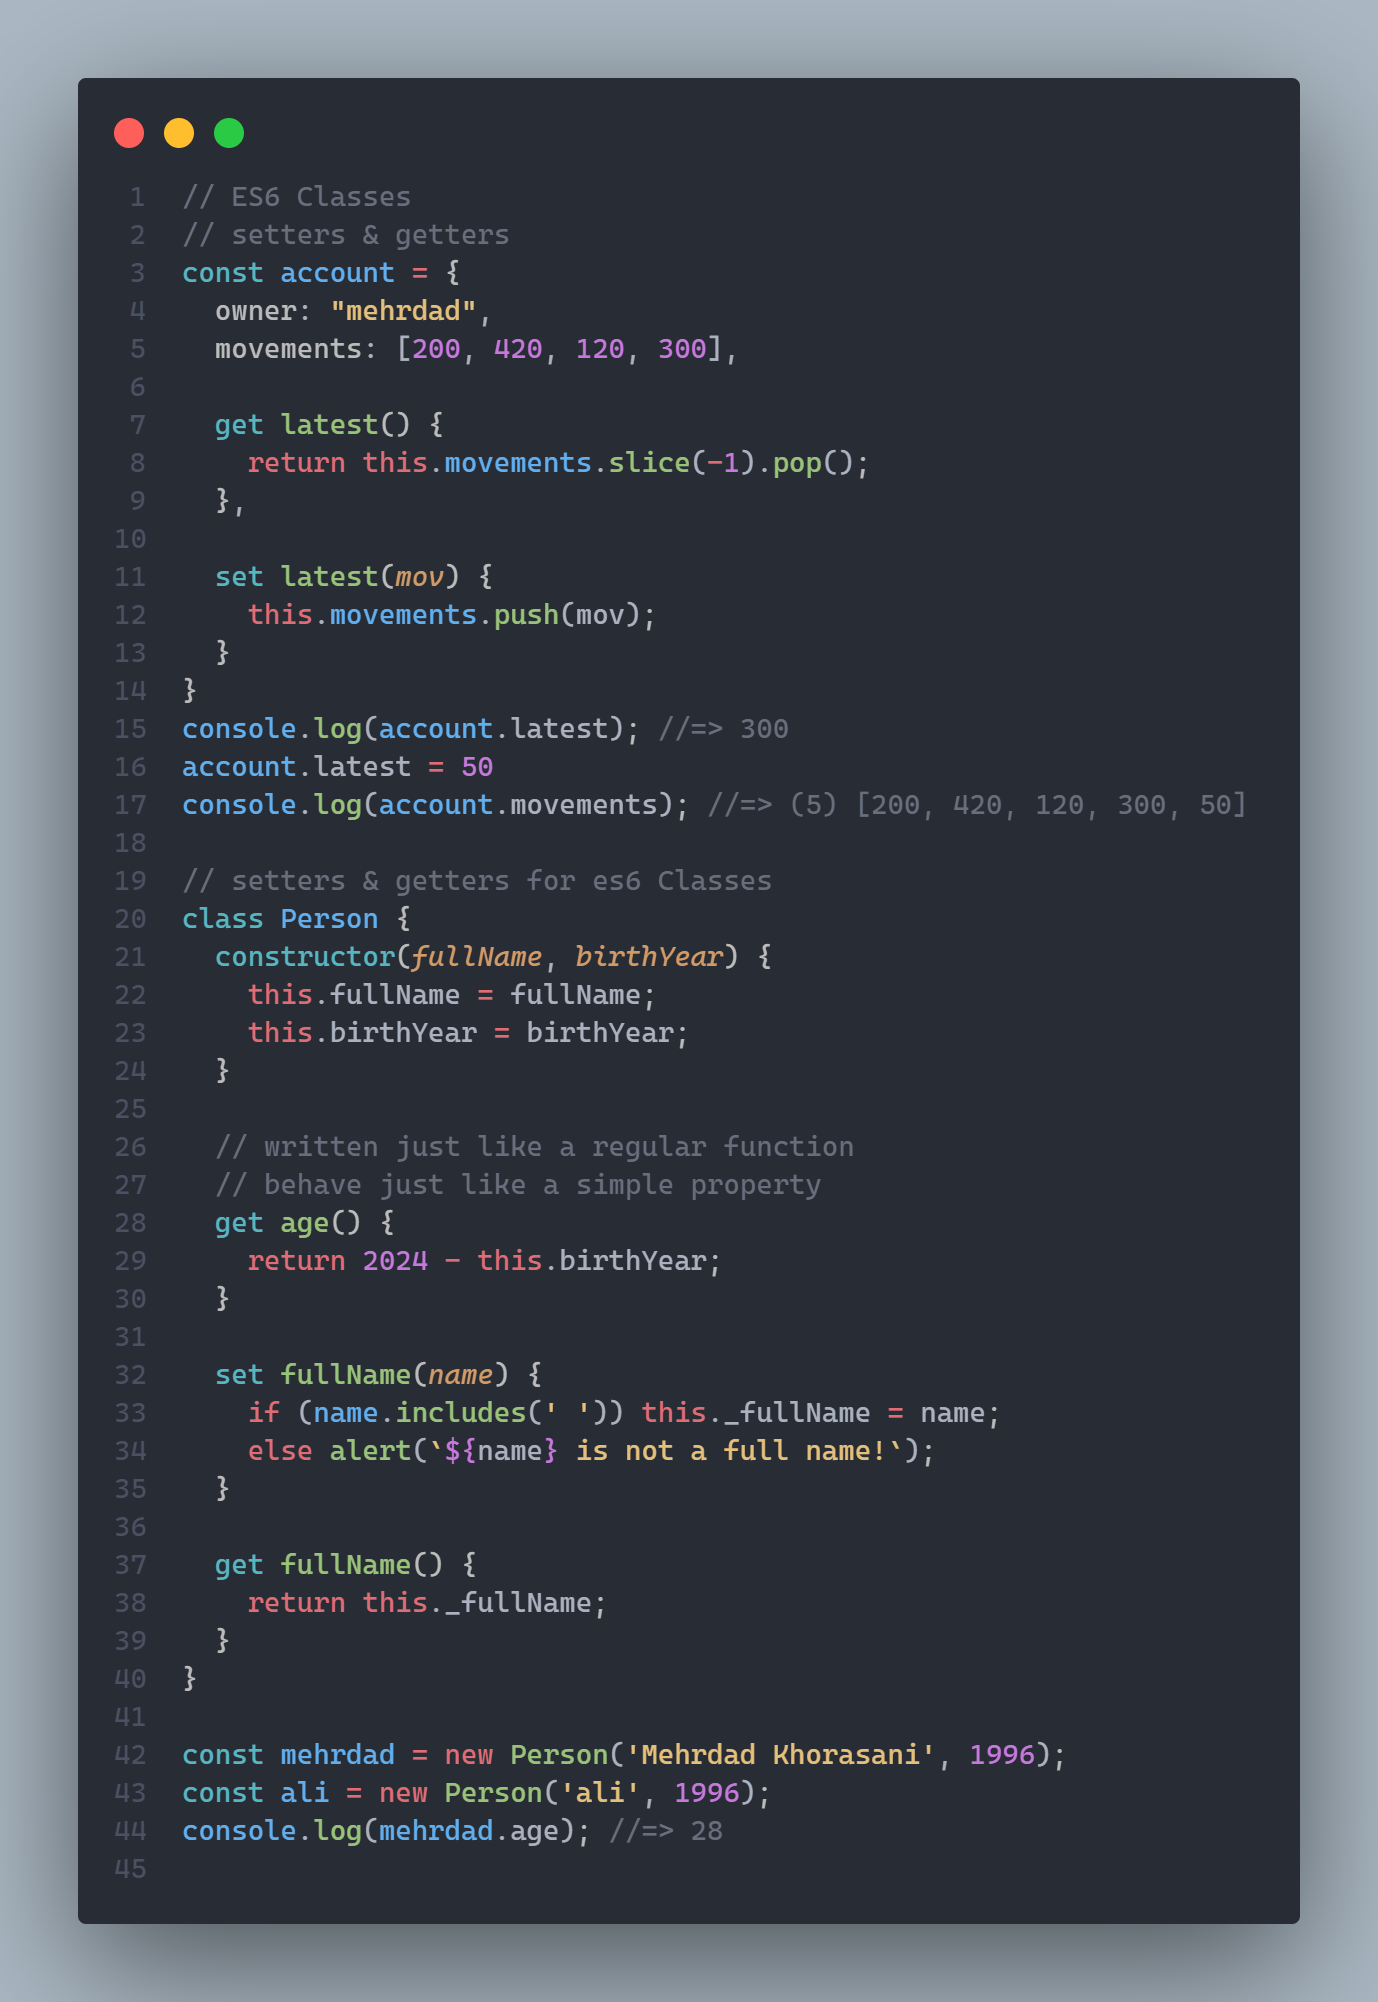 1 // ES6 Classes
2 // setters & getters
3 const account = {
4   owner: "mehrdad",
5   movements: [200, 420, 120, 300],
6
7   get latest() {
8     return this.movements.slice(-1).pop();
9   },
10
11   set latest(mov) {
12     this.movements.push(mov);
13   }
14 }
15 console.log(account.latest); //=> 300
16 account.latest = 50
17 console.log(account.movements); //=> (5) [200, 420, 120, 300, 50]
18
19 // setters & getters for es6 Classes
20 class Person {
21   constructor(fullName, birthYear) {
22     this.fullName = fullName;
23     this.birthYear = birthYear;
24   }
25
26   // written just like a regular function
27   // behave just like a simple property
28   get age() {
29     return 2024 - this.birthYear;
30   }
31
32   set fullName(name) {
33     if (name.includes(' ')) this._fullName = name;
34     else alert(`${name} is not a full name!`);
35   }
36
37   get fullName() {
38     return this._fullName;
39   }
40 }
41
42 const mehrdad = new Person('Mehrdad Khorasani', 1996);
43 const ali = new Person('ali', 1996);
44 console.log(mehrdad.age); //=> 28
45